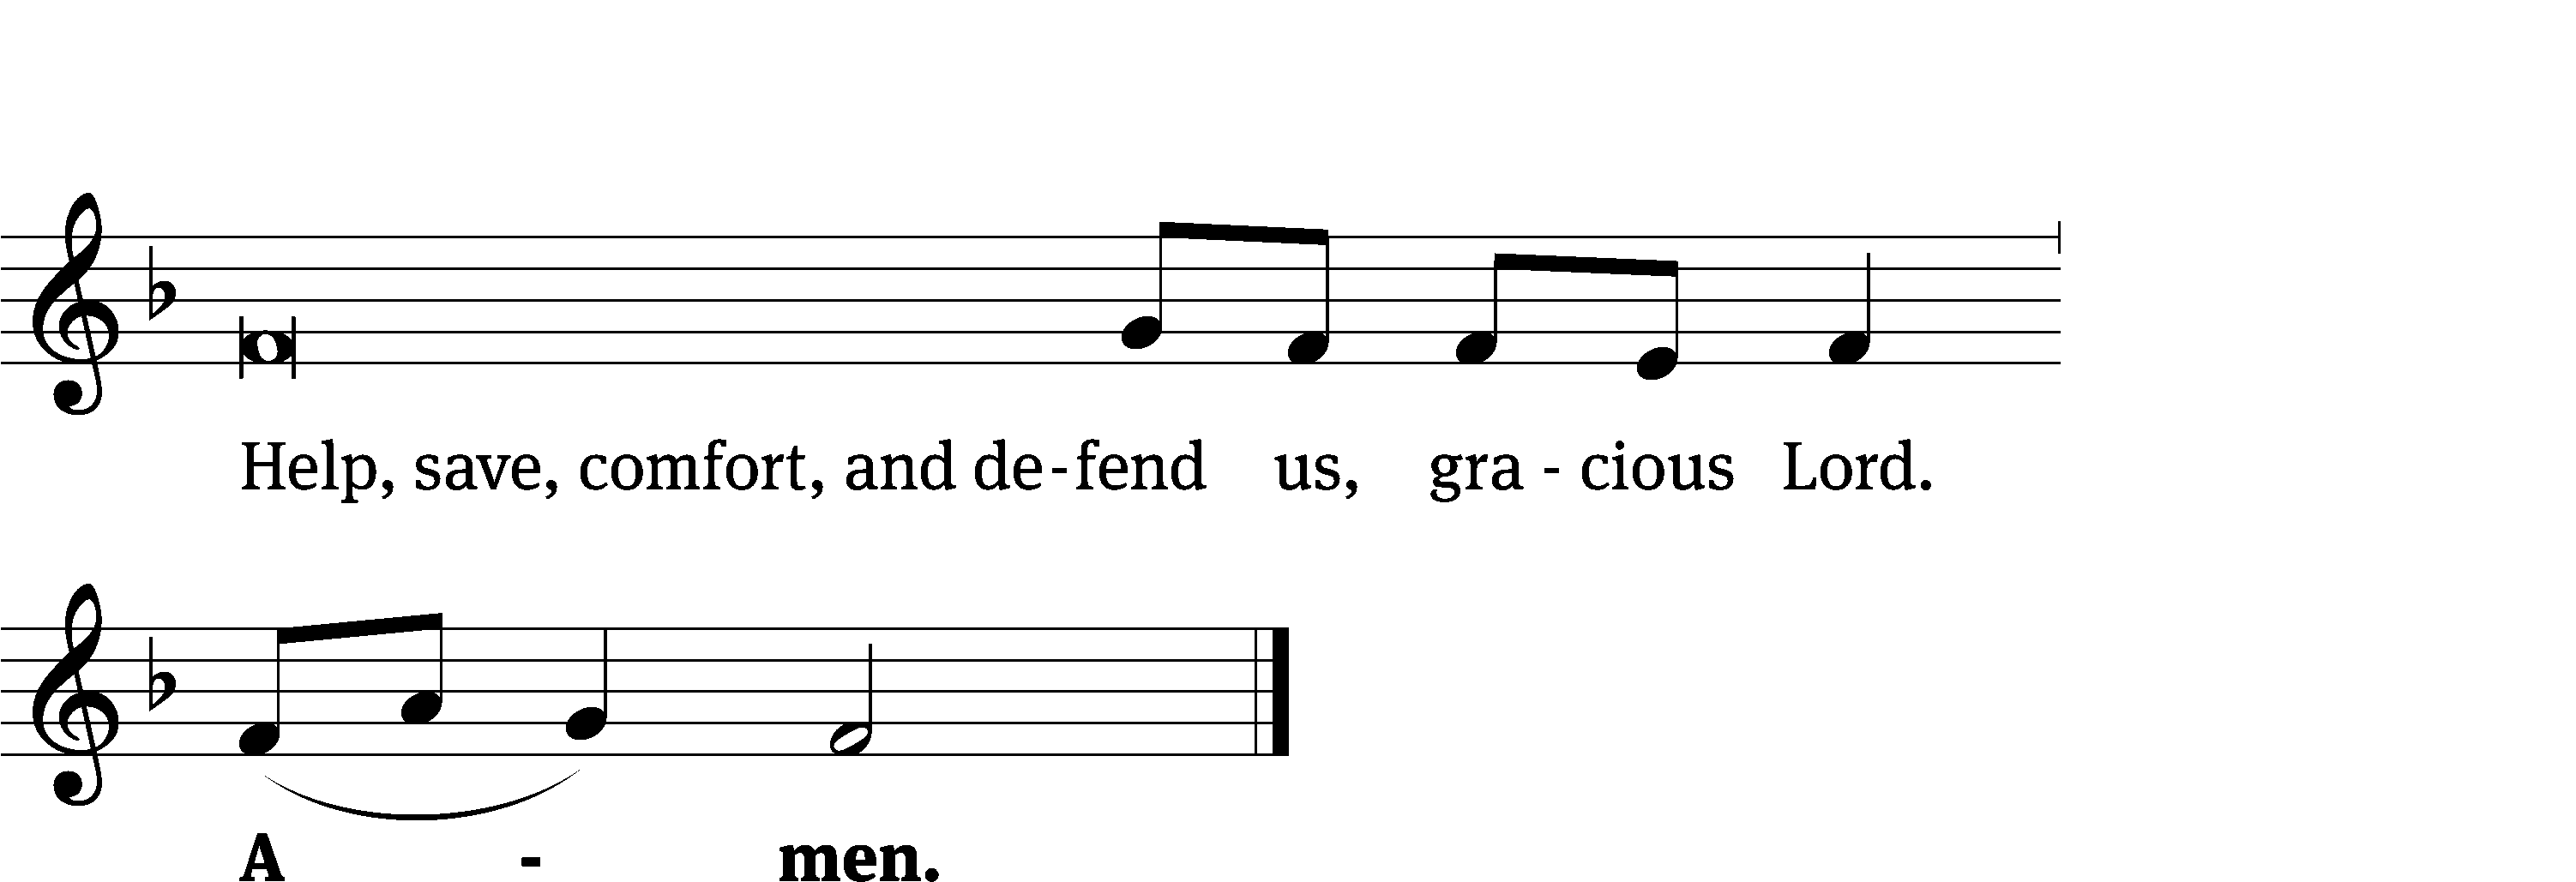 Help, save, comfort, and de-fend us, gra - cious Lord.
A - men.